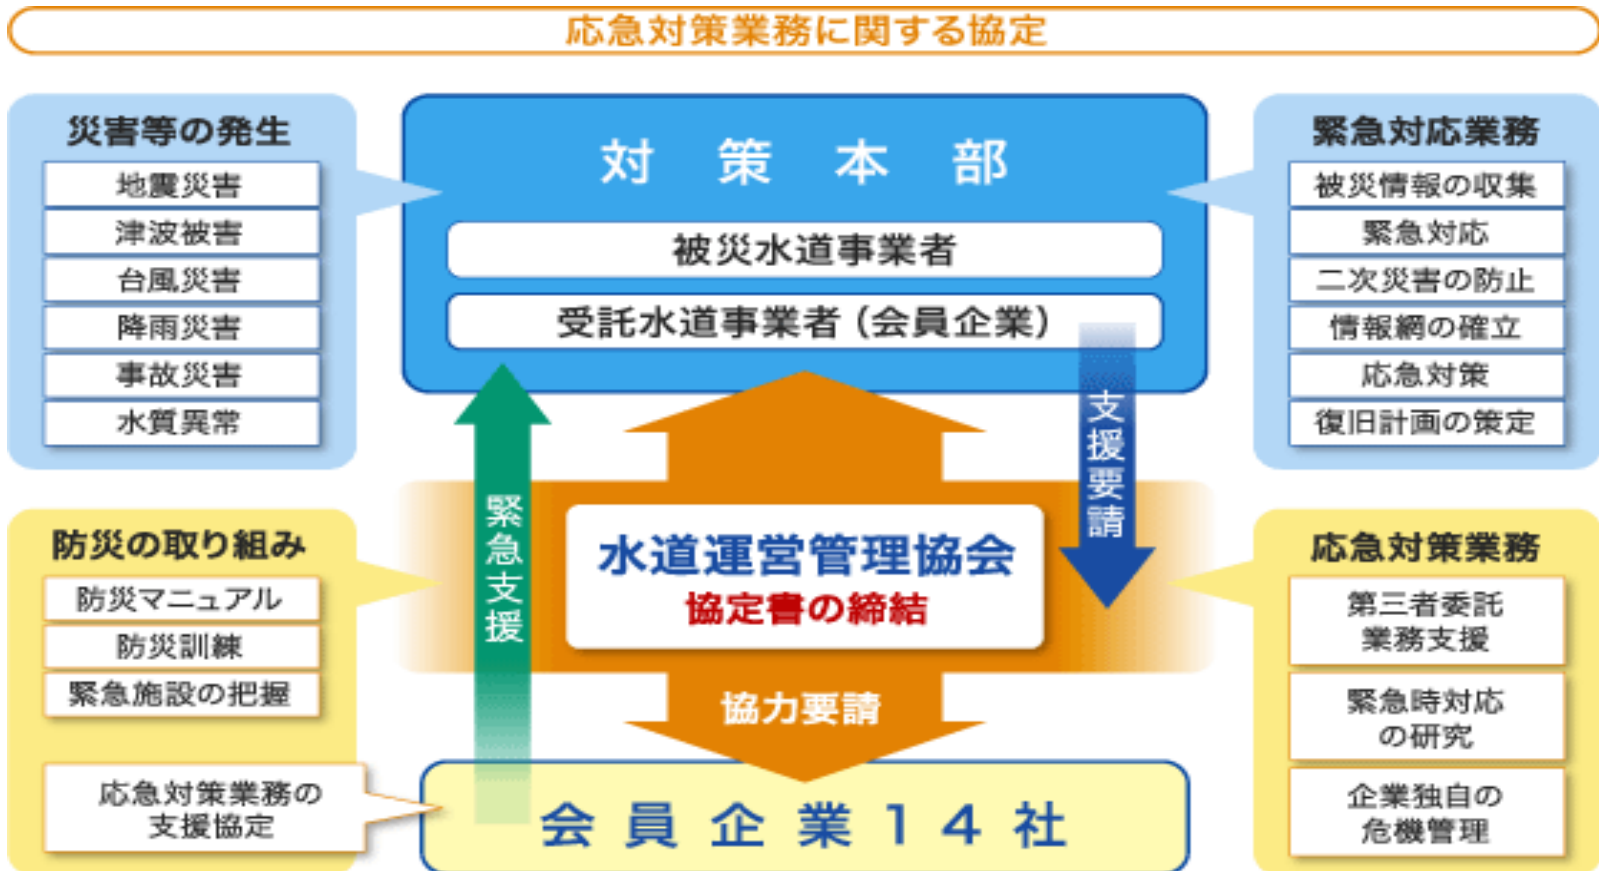 応急対策業務に関する協定
災害等の発生
地震災害
津波被害
台風災害
降雨災害
事故災害
水質異常
対策本部
被災水道事業者
受託水道事業者（会員企業）
緊急対応業務
被災情報の収集
緊急対応
二次災害の防止
情報網の確立
応急対策
復旧計画の策定
緊急支援
支援要請
防災の取り組み
防災マニュアル
防災訓練
緊急施設の把握
応急対策業務の
支援協定
水道運営管理協会
協定書の締結
協力要請
会員企業14社
応急対策業務
第三者委託
業務支援
緊急時対応
の研究
企業独自の
危機管理